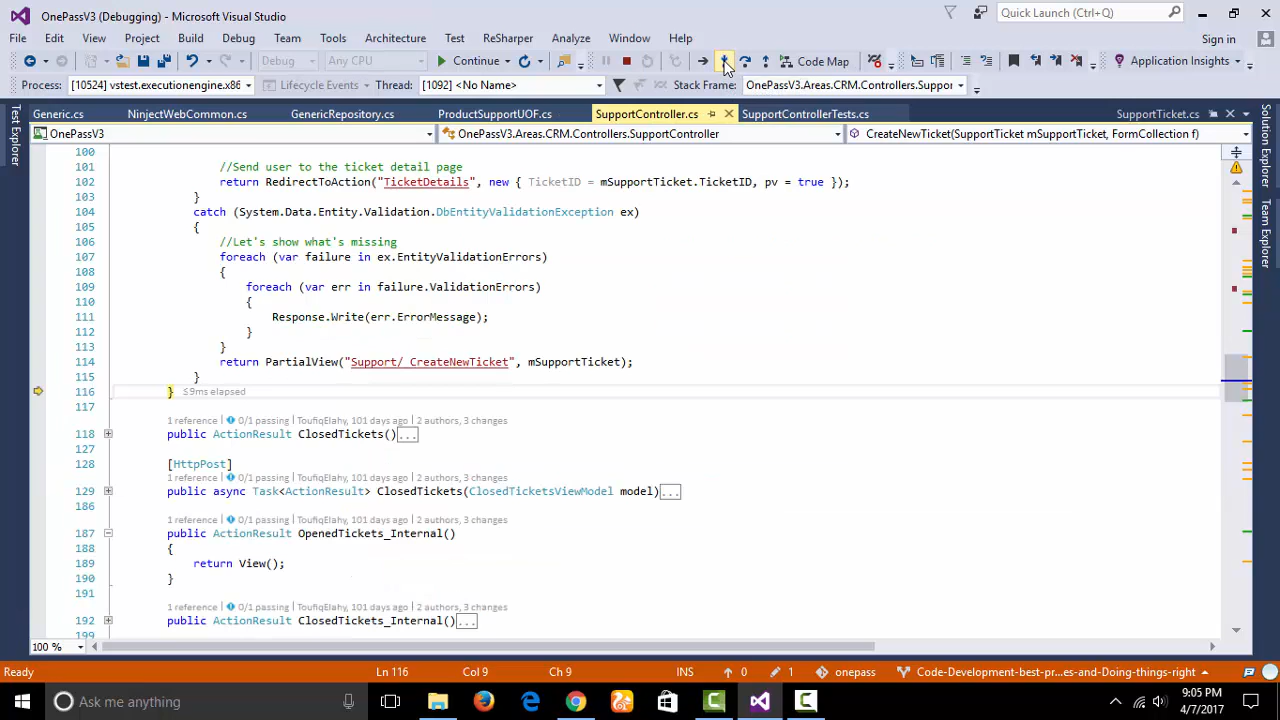 OnePassV3 (Debugging) - Microsoft Visual Studio
Quick Launch (Ctrl+Q)
File Edit View Project Build Debug Team Tools Architecture Test ReSharper Analyze Window Help
Sign in
Debug Any CPU Continue Code Map Application Insights
Process: [10524] vstest.executionengine.x86 Lifecycle Events Thread: [1092] <No Name> Stack Frame: OnePassV3.Areas.CRM.Controllers.Suppor
Generic.cs NinjectWebCommon.cs GenericRepository.cs ProductSupportUOF.cs SupportController.cs SupportControllerTests.cs SupportTicket.cs
OnePassV3 OnePassV3.Areas.CRM.Controllers.SupportController CreateNewTicket(SupportTicket mSupportTicket, FormCollection f)
Test Explorer
Solution Explorer
Team Explorer
100
101 //Send user to the ticket detail page
102 return RedirectToAction("TicketDetails", new { TicketID = mSupportTicket.TicketID, pv = true });
103 }
104 catch (System.Data.Entity.Validation.DbEntityValidationException ex)
105 {
106 //Let's show what's missing
107 foreach (var failure in ex.EntityValidationErrors)
108 {
109 foreach (var err in failure.ValidationErrors)
110 {
111 Response.Write(err.ErrorMessage);
112 }
113 }
114 return PartialView("Support/_CreateNewTicket", mSupportTicket);
115 }
116 } ≤9ms elapsed
117
1 reference | 0/1 passing | ToufiqElahy, 101 days ago | 2 authors, 3 changes
118 public ActionResult ClosedTickets()...
127
128 [HttpPost]
1 reference | 0/1 passing | ToufiqElahy, 101 days ago | 2 authors, 3 changes
129 public async Task<ActionResult> ClosedTickets(ClosedTicketsViewModel model)...
186
1 reference | 0/1 passing | ToufiqElahy, 101 days ago | 2 authors, 3 changes
187 public ActionResult OpenedTickets_Internal()
188 {
189 return View();
190 }
191
1 reference | 0/1 passing | ToufiqElahy, 101 days ago | 2 authors, 3 changes
192 public ActionResult ClosedTickets_Internal()...
199
100 %
Ready Ln 116 Col 9 Ch 9 INS 0 1 onepass Code-Development-best-pr...es-and-Doing-things-right
Ask me anything
9:05 PM
4/7/2017